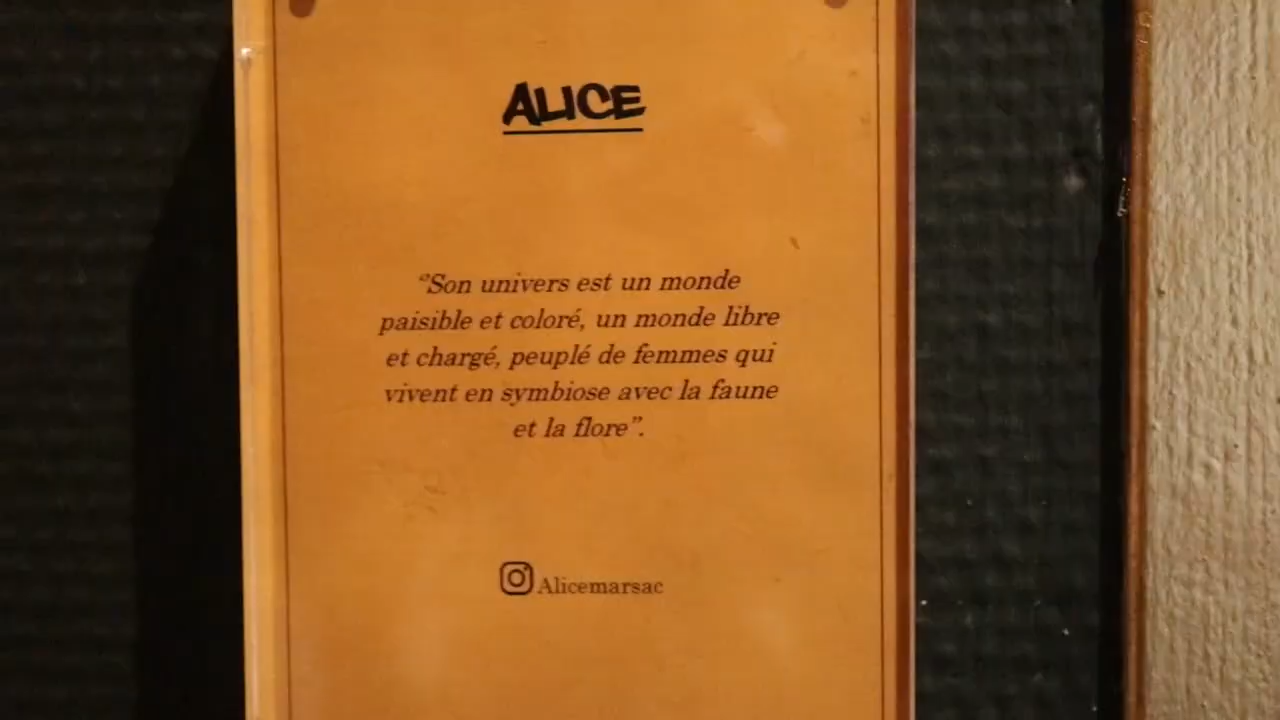 ALICE
“Son univers est un monde
paisible et coloré, un monde libre
et chargé, peuplé de femmes qui
vivent en symbiose avec la faune
et la flore”.
Alicemarsac